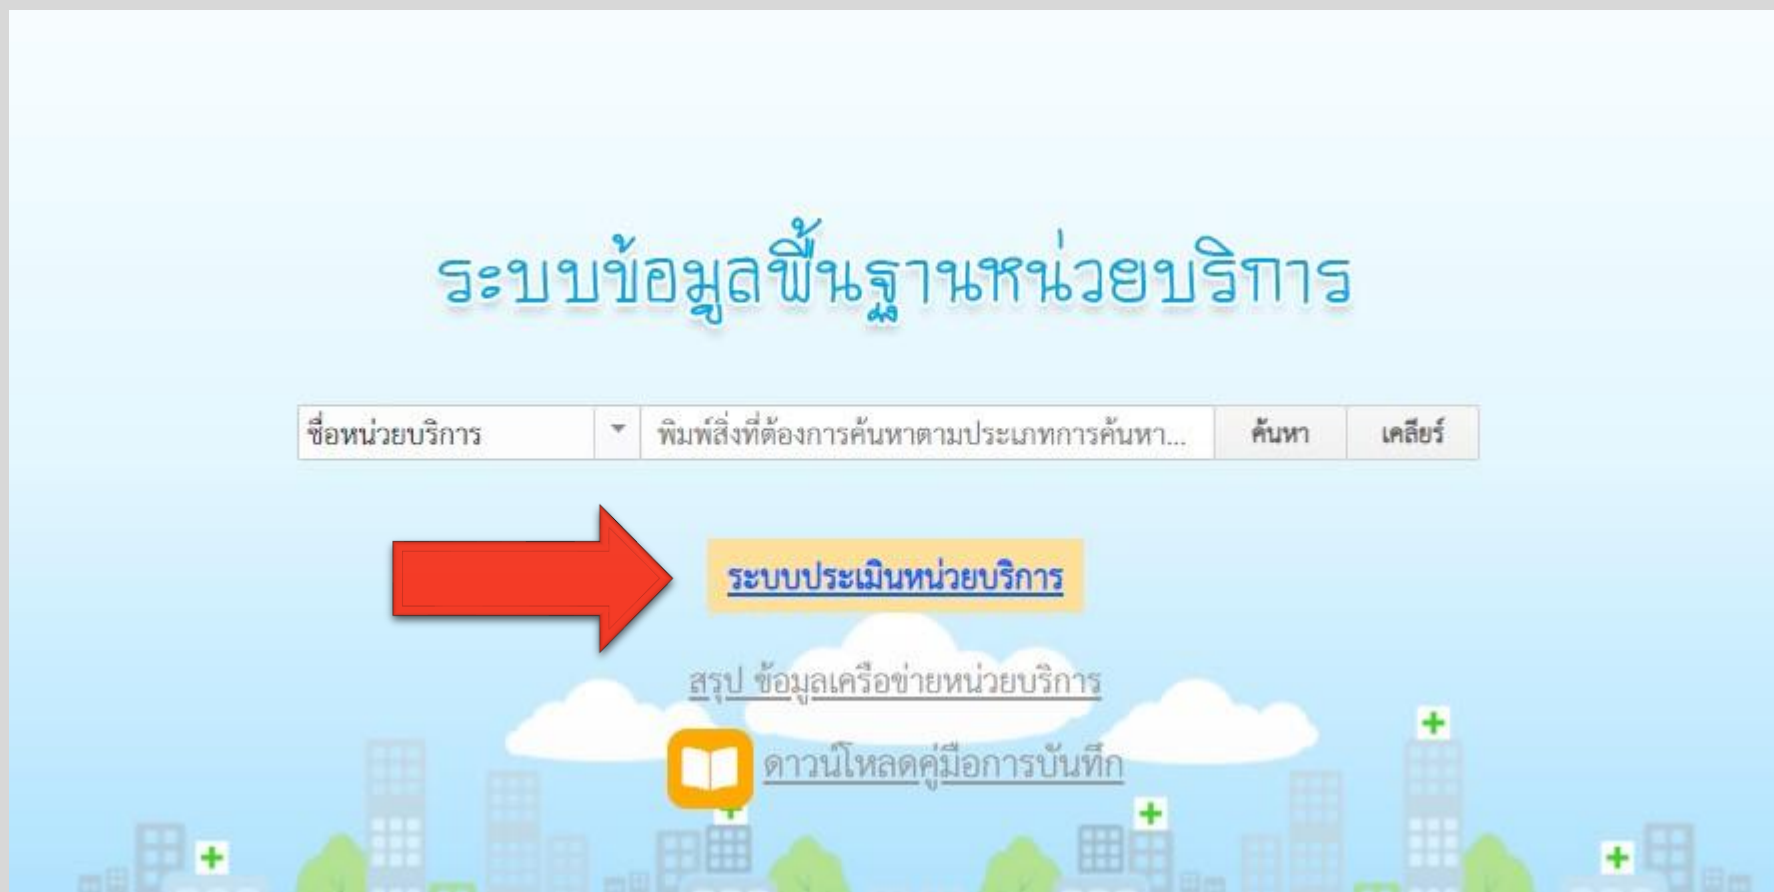 ระบบข้อมูลพื้นฐานหน่วยบริการ
ชื่อหน่วยบริการ พิมพ์สิ่งที่ต้องการค้นหาตามประเภทการค้นหา... ค้นหา เคลียร์
ระบบประเมินหน่วยบริการ
สรุป ข้อมูลเครือข่ายหน่วยบริการ
ดาวน์โหลดคู่มือการบันทึก